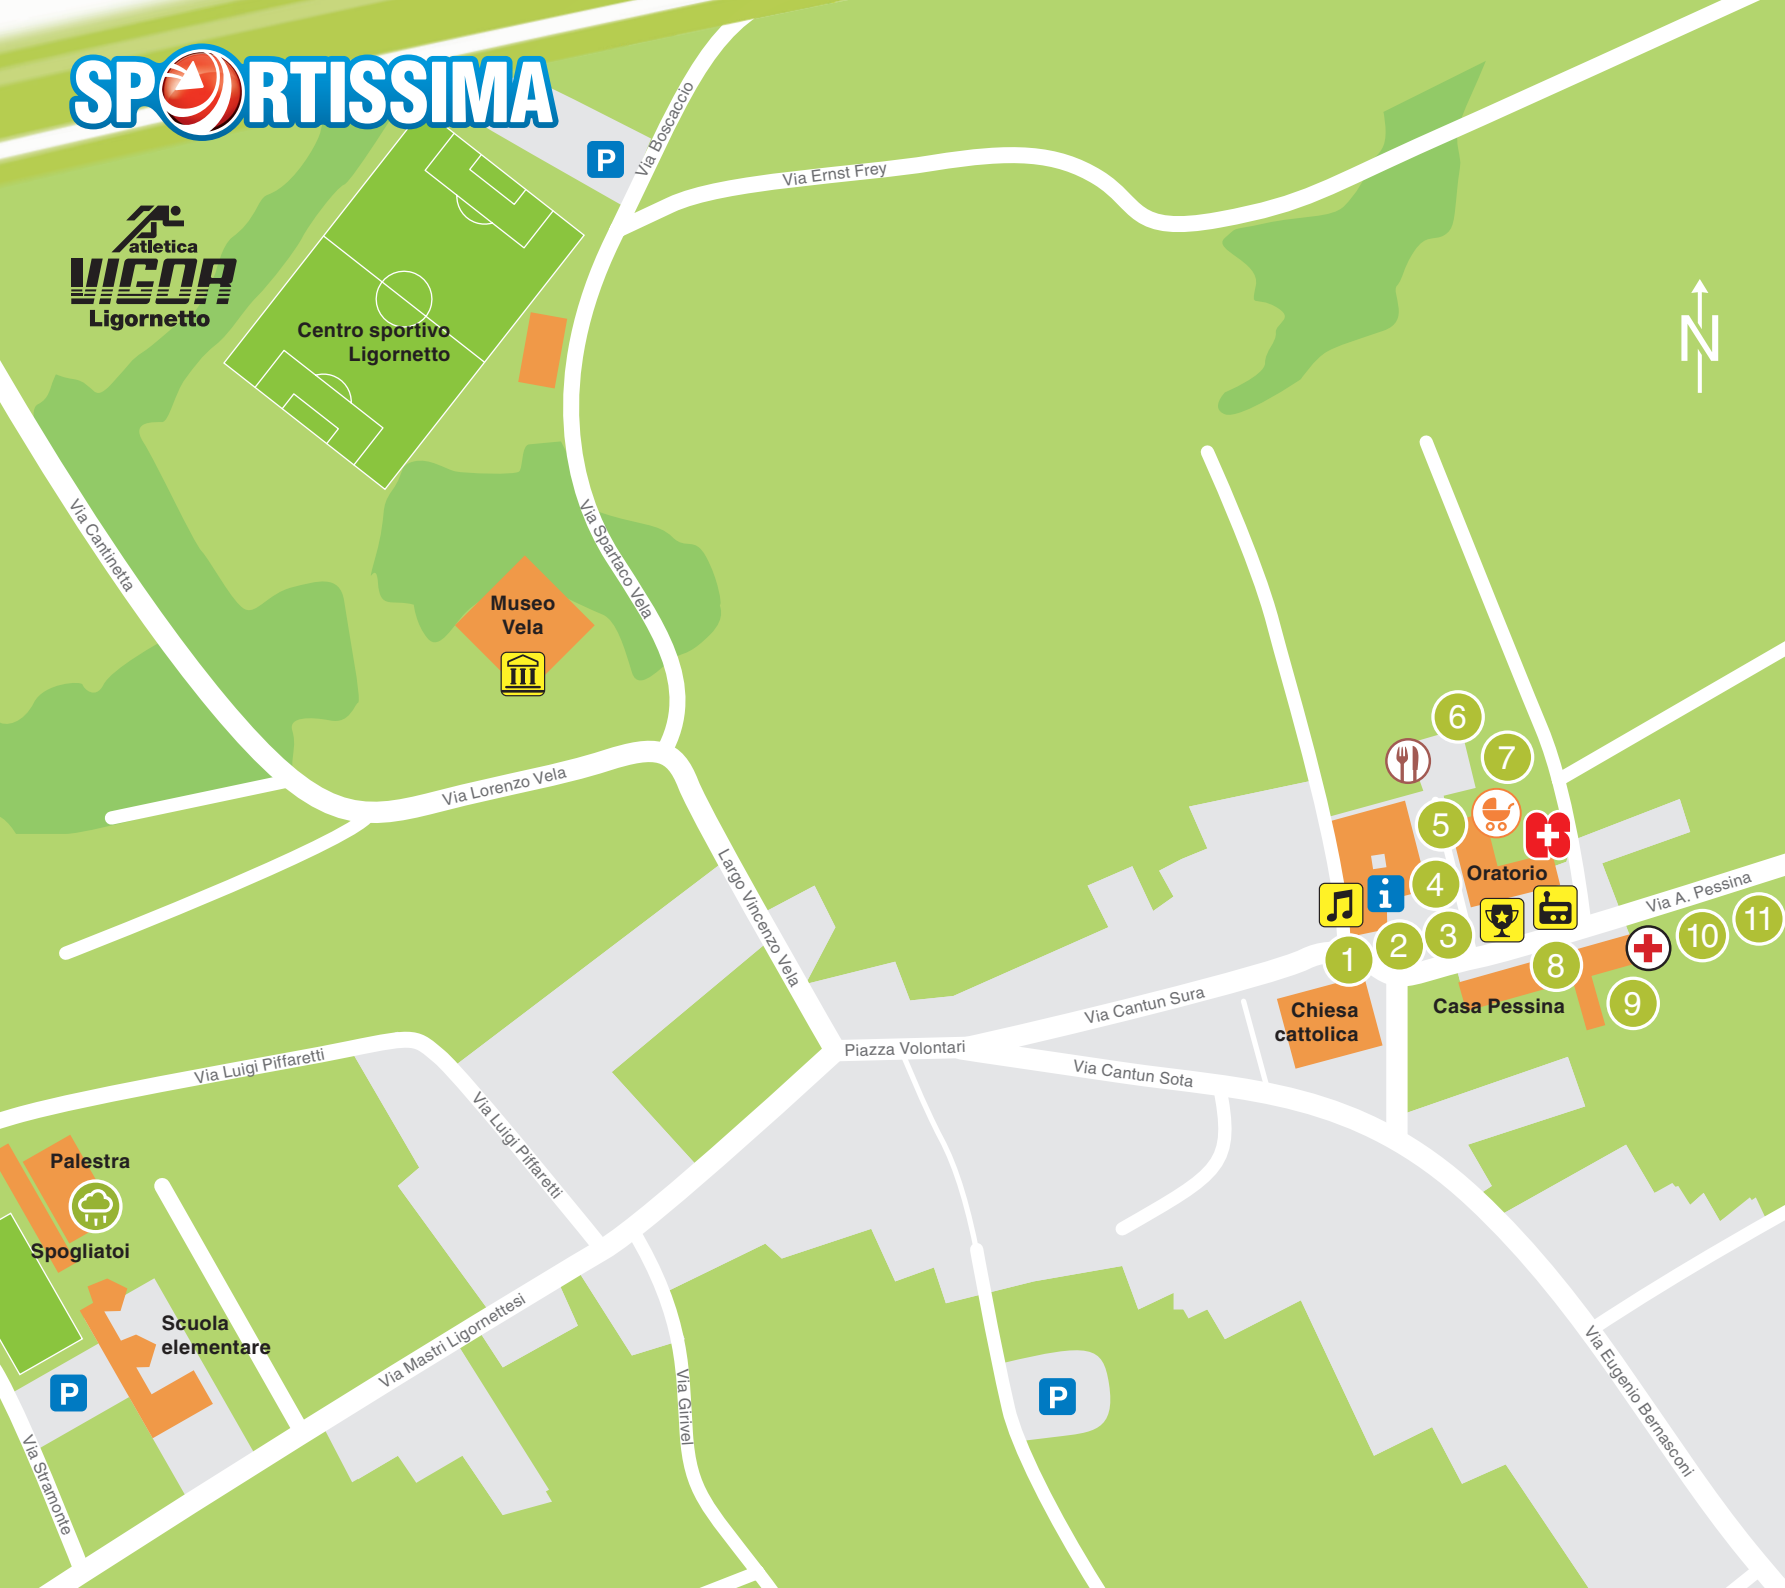 SPORTISSIMA
P
Via Boscaccio
Via Ernst Frey
atletica
VIGOR
Ligornetto
Centro sportivo
Ligornetto
N
Via Cantinetta
Via Spartaco Vela
Museo
Vela
Via Lorenzo Vela
Largo Vincenzo Vela
6
7
5
Oratorio
4
i
Via A. Pessina
11
10
3
2
1
8
9
Casa Pessina
Chiesa
cattolica
Via Cantun Sura
Piazza Volontari
Via Cantun Sota
Via Luigi Piffaretti
Via Luigi Piffaretti
Palestra
Spogliatoi
Scuola
elementare
P
Via Mastri Ligornettesi
Via Girivel
P
Via Stramonte
Via Eugenio Bernasconi